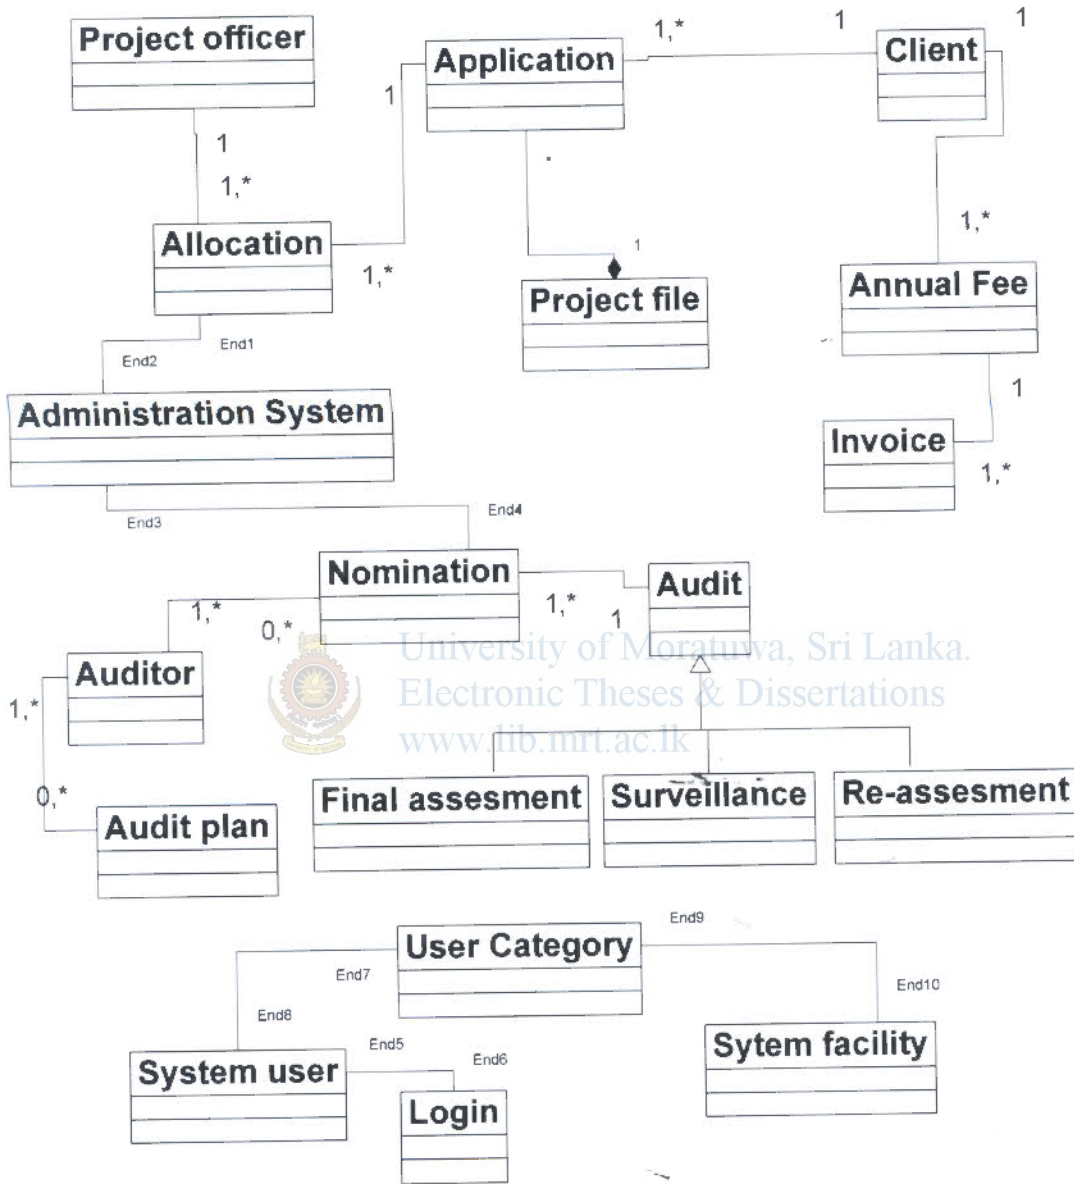 Project officer
1
1,*
Application
1
1,*
1
Client
1
Allocation
1,*
1
Project file
1,*
Annual Fee
1
Invoice
1,*
End1
End2
Administration System
End3
End4
Nomination
1,*
0,*
1,*
1
Audit
University of Moratuwa, Sri Lanka.
Electronic Theses & Dissertations
www.lib.mrt.ac.lk
Auditor
1,*
0,*
Audit plan
Final assesment
Surveillance
Re-assesment
User Category
End9
End7
End8
End10
System user
End5
End6
Login
Sytem facility